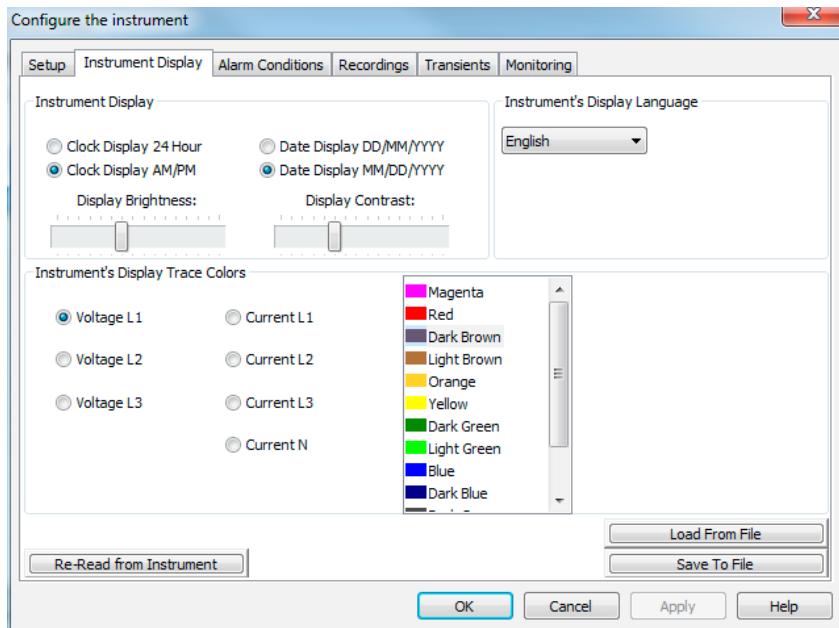 Configure the instrument
Setup
Instrument Display
Alarm Conditions
Recordings
Transients
Monitoring
Instrument Display
Clock Display 24 Hour
Date Display DD/MM/YYYY
Clock Display AM/PM
Date Display MM/DD/YYYY
Display Brightness:
Display Contrast:
Instrument's Display Language
English
Instrument's Display Trace Colors
Voltage L1
Current L1
Voltage L2
Current L2
Voltage L3
Current L3
Current N
Magenta
Red
Dark Brown
Light Brown
Orange
Yellow
Dark Green
Light Green
Blue
Dark Blue
Load From File
Re-Read from Instrument
Save To File
OK
Cancel
Apply
Help